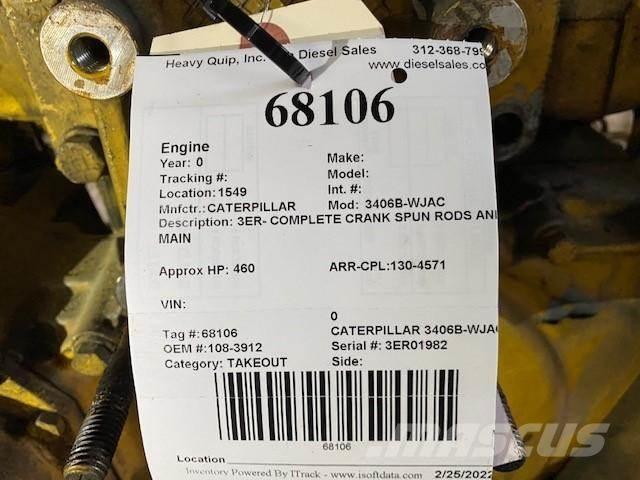 Heavy Quip, Inc. Diesel Sales 312-368-799
www.dieselsales.co
68106
Engine
Year: 0 Make:
Tracking #: Model:
Location: 1549 Int. #:
Mnfctr.: CATERPILLAR Mod: 3406B-WJAC
Description: 3ER- COMPLETE CRANK SPUN RODS AN
MAIN
Approx HP: 460 ARR-CPL:130-4571
VIN:
0
Tag #:68106 CATERPILLAR 3406B-WJAC
OEM #:108-3912 Serial #: 3ER01982
Category: TAKEOUT Side:
68106
Location
Inventory Powered By ITrack - www.isoftdata.com 2/25/2022
MASCUS